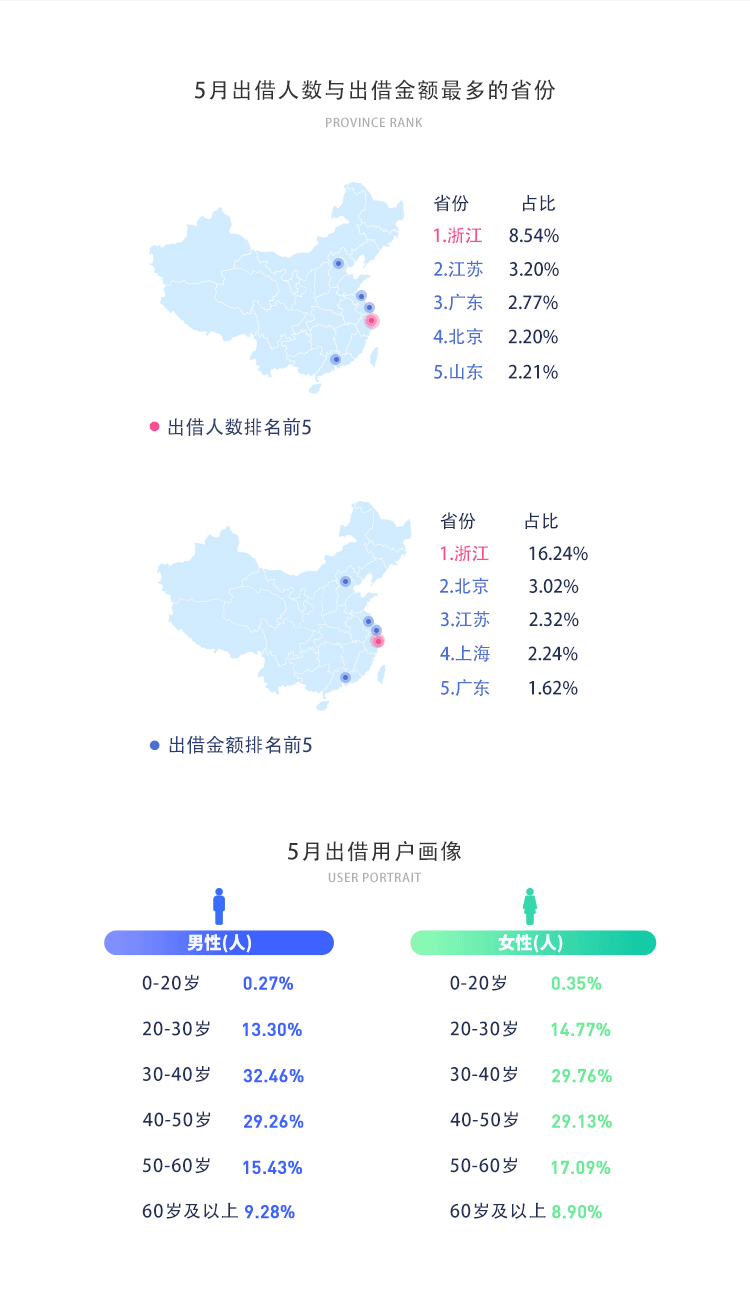 5月出借人数与出借金额最多的省份
PROVINCE RANK
省份 占比
1.浙江 8.54%
2.江苏 3.20%
3.广东 2.77%
4.北京 2.20%
5.山东 2.21%
出借人数排名前5
省份 占比
1.浙江 16.24%
2.北京 3.02%
3.江苏 2.32%
4.上海 2.24%
5.广东 1.62%
出借金额排名前5
5月出借用户画像
USER PORTRAIT
男性(人) 女性(人)
0-20岁 0.27% 0-20岁 0.35%
20-30岁 13.30% 20-30岁 14.77%
30-40岁 32.46% 30-40岁 29.76%
40-50岁 29.26% 40-50岁 29.13%
50-60岁 15.43% 50-60岁 17.09%
60岁及以上 9.28% 60岁及以上 8.90%